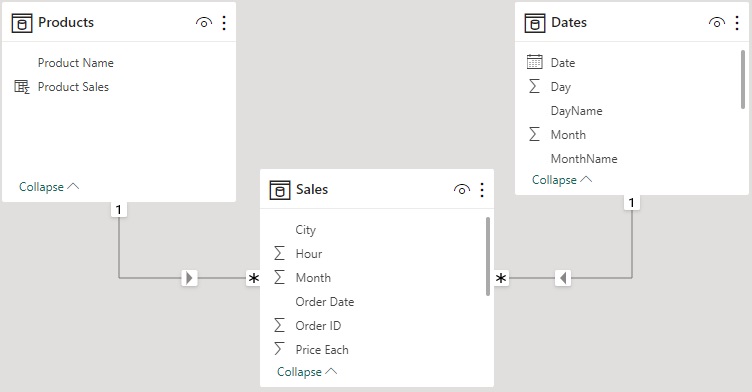 Products
Product Name
Product Sales
Collapse
1
*
Dates
Date
Day
DayName
Month
MonthName
Collapse
1
*
Sales
City
Hour
Month
Order Date
Order ID
Price Each
Collapse